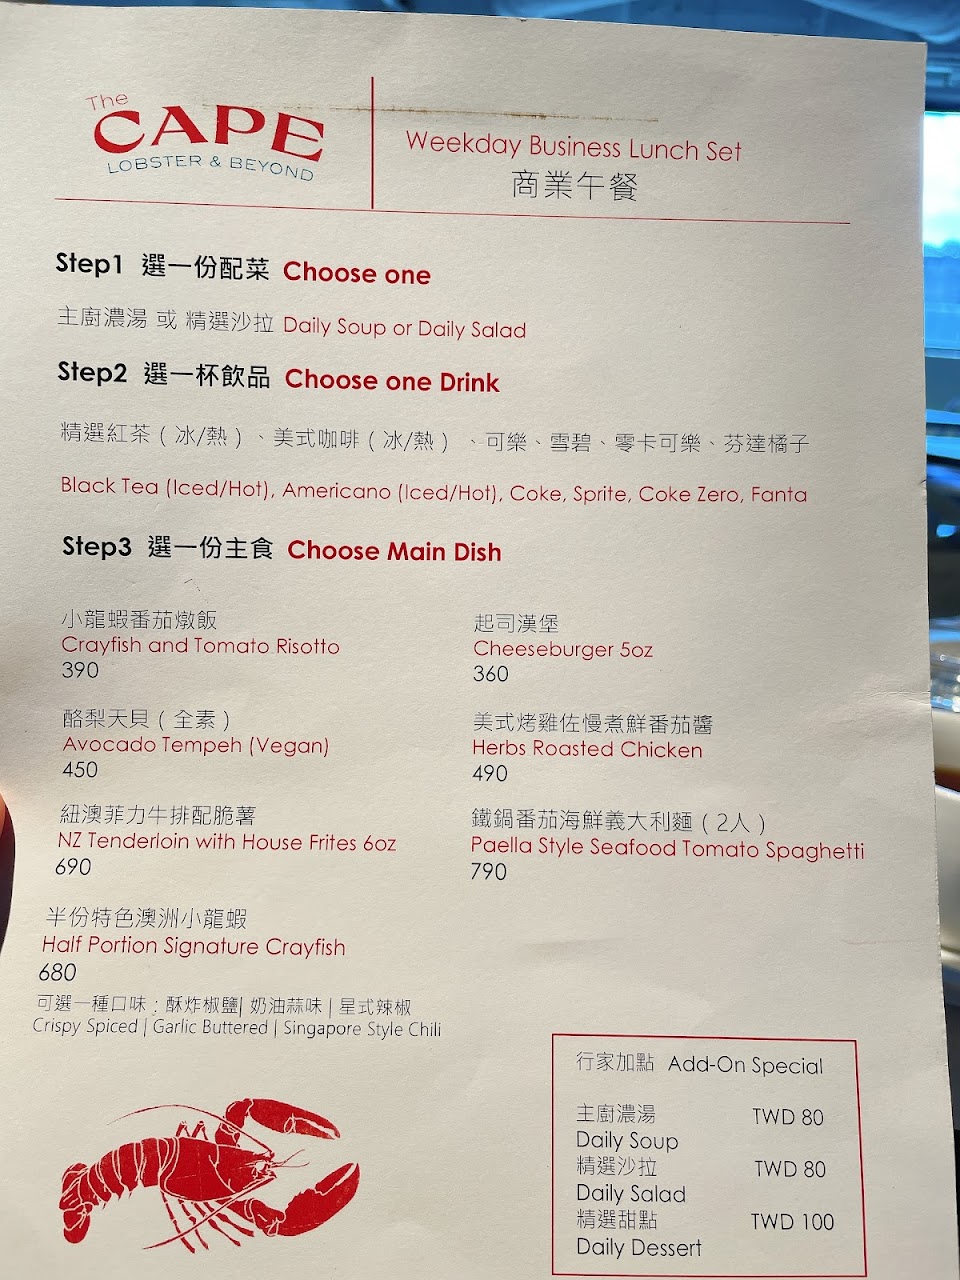 The
CAPE
LOBSTER & BEYOND
Weekday Business Lunch Set
商業午餐
Step1 選一份配菜 Choose one
主廚濃湯 或 精選沙拉 Daily Soup or Daily Salad
Step2 選一杯飲品 Choose one Drink
精選紅茶 ( 冰/熱 ) 、美式咖啡 ( 冰/熱 ) 、可樂、雪碧、零卡可樂、芬達橘子
Black Tea (Iced/Hot), Americano (Iced/Hot), Coke, Sprite, Coke Zero, Fanta
Step3 選一份主食 Choose Main Dish
小龍蝦番茄燉飯
Crayfish and Tomato Risotto
390
起司漢堡
Cheeseburger 5oz
360
酪梨天貝 ( 全素 )
Avocado Tempeh (Vegan)
450
美式烤雞佐慢煮鮮番茄醬
Herbs Roasted Chicken
490
紐澳菲力牛排配脆薯
NZ Tenderloin with House Frites 6oz
690
鐵鍋番茄海鮮義大利麵 ( 2人 )
Paella Style Seafood Tomato Spaghetti
790
半份特色澳洲小龍蝦
Half Portion Signature Crayfish
680
可選一種口味 : 酥炸椒鹽| 奶油蒜味 | 星式辣椒
Crispy Spiced | Garlic Buttered | Singapore Style Chili
行家加點 Add-On Special
主廚濃湯 TWD 80
Daily Soup
精選沙拉 TWD 80
Daily Salad
精選甜點 TWD 100
Daily Dessert